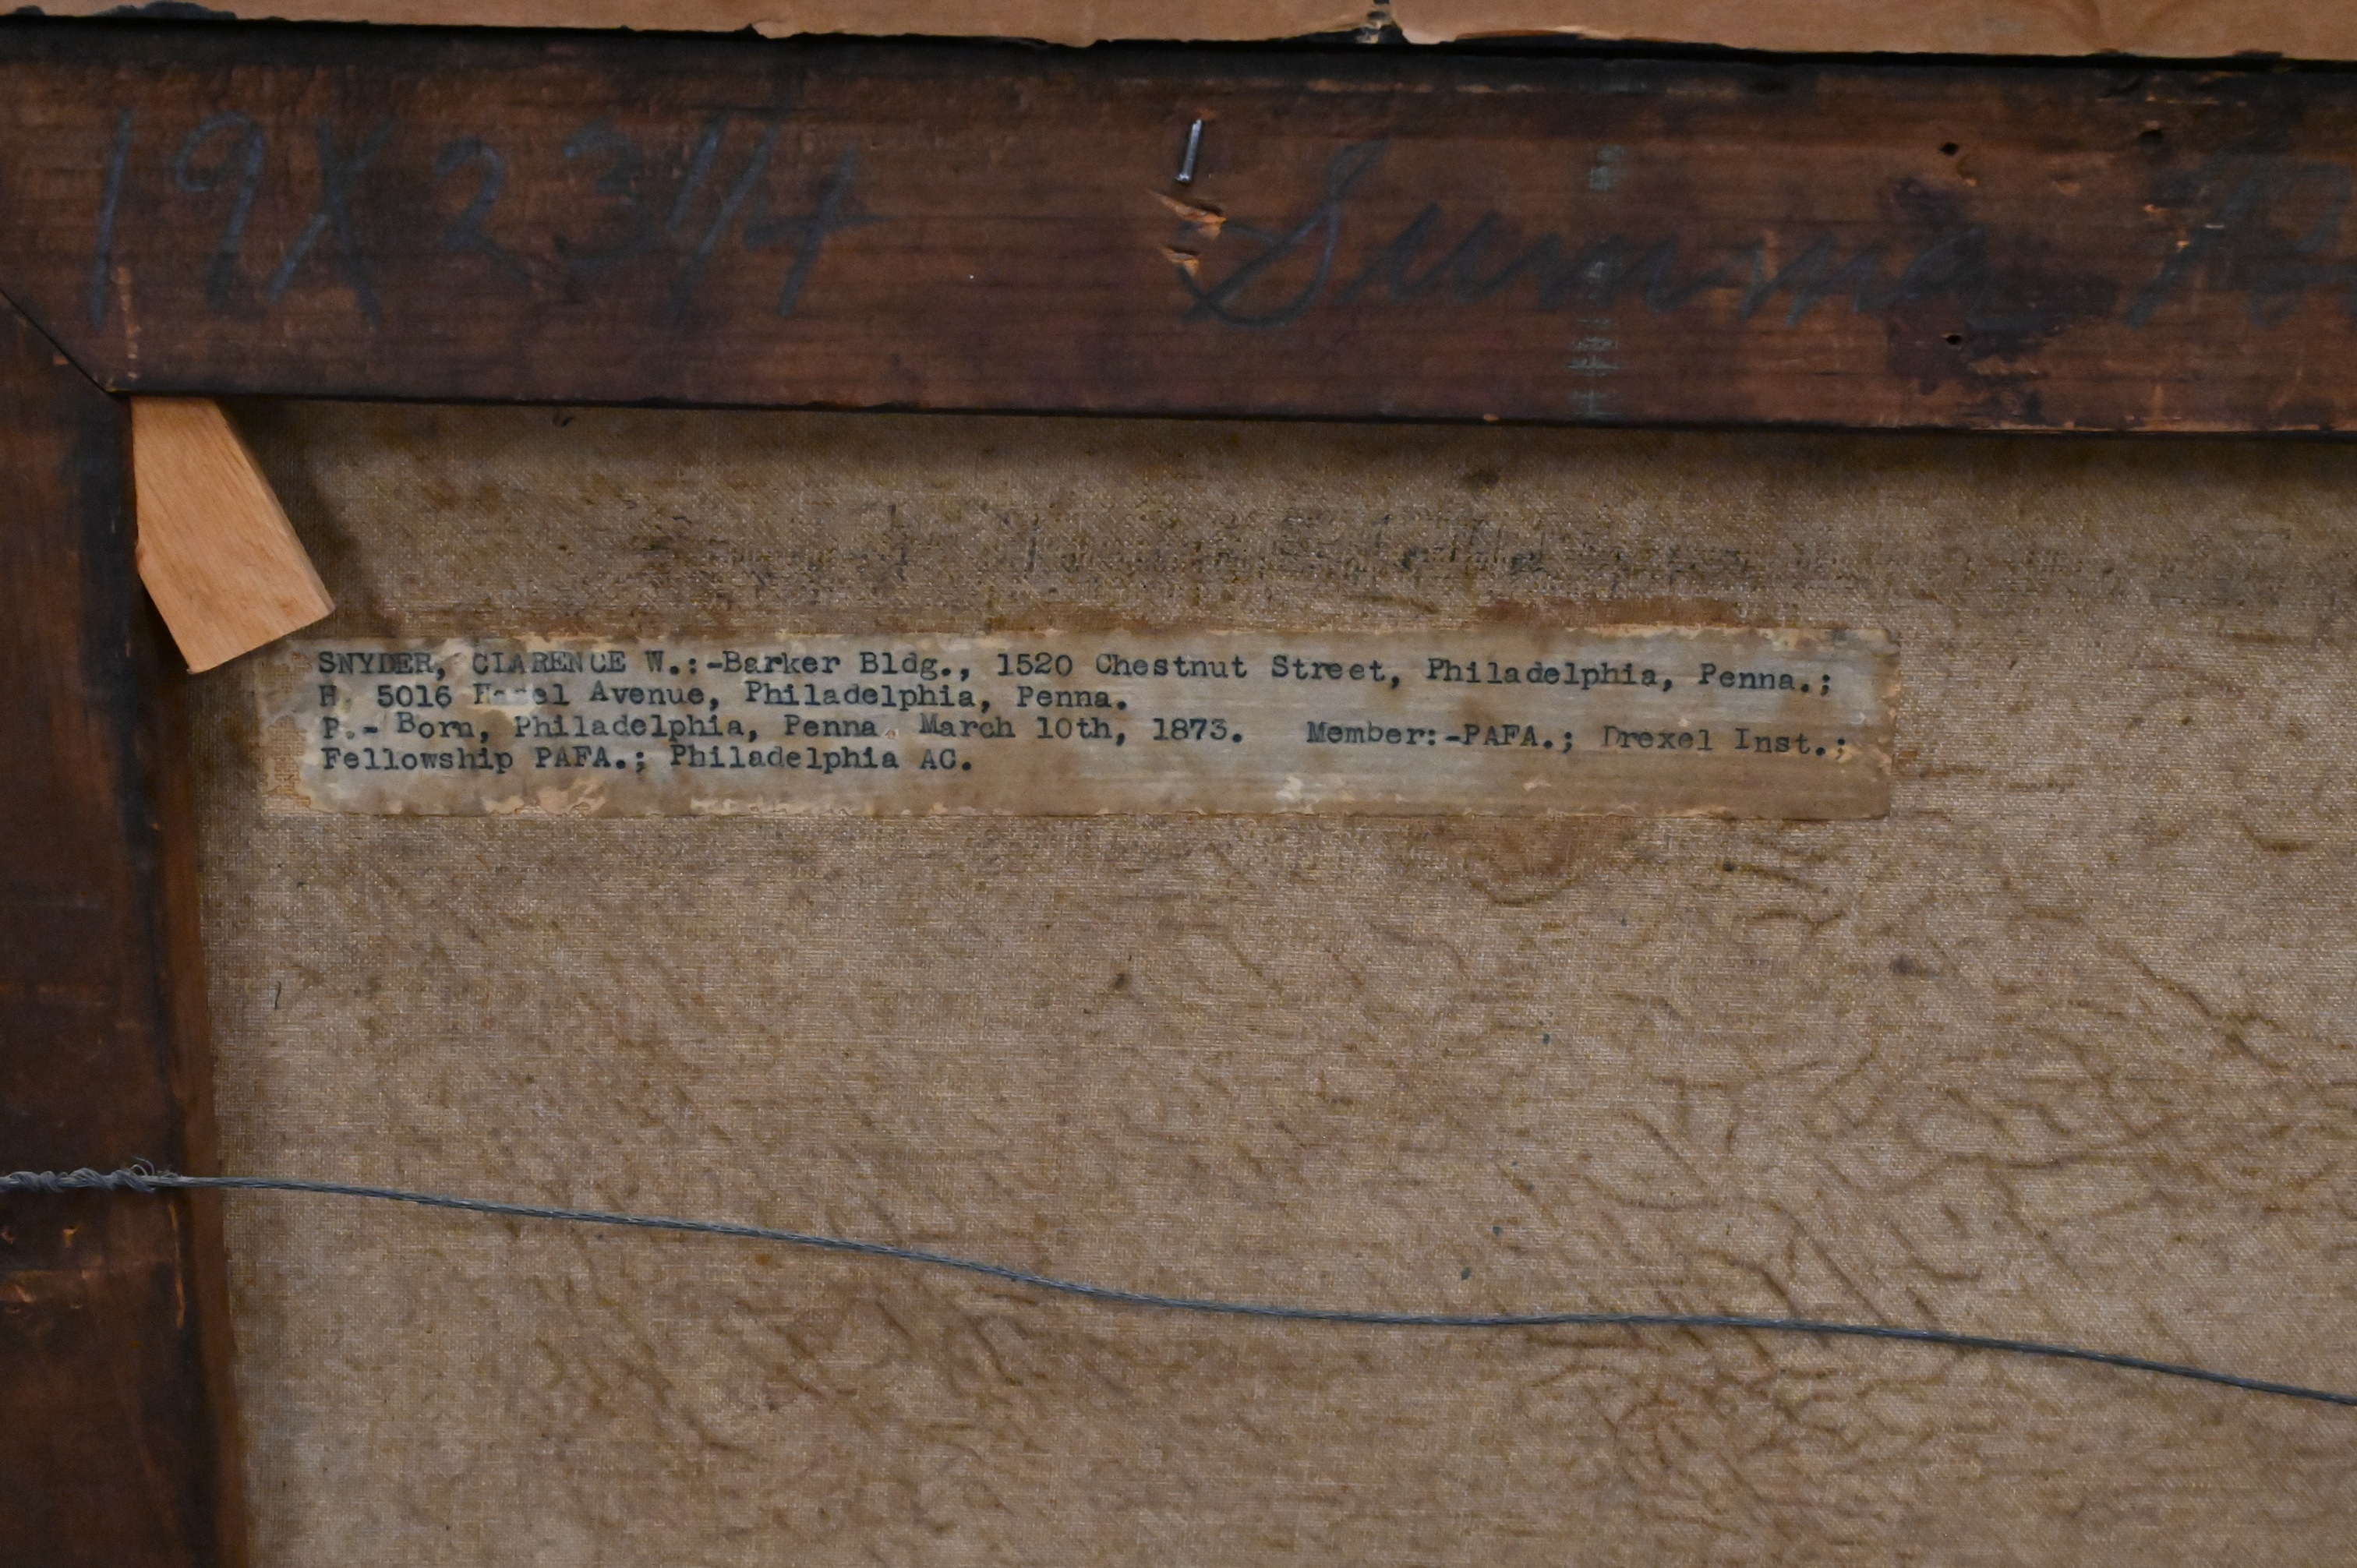 19X23/4
SNYDER, CLARENCE W.:-Barker Bldg., 1520 Chestnut Street, Philadelphia, Penna.;
H. 5016 Hazel Avenue, Philadelphia, Penna.
P.- Born, Philadelphia, Penna. March 10th, 1873. Member:-PAFA.; Drexel Inst.;
Fellowship PAFA.; Philadelphia AC.